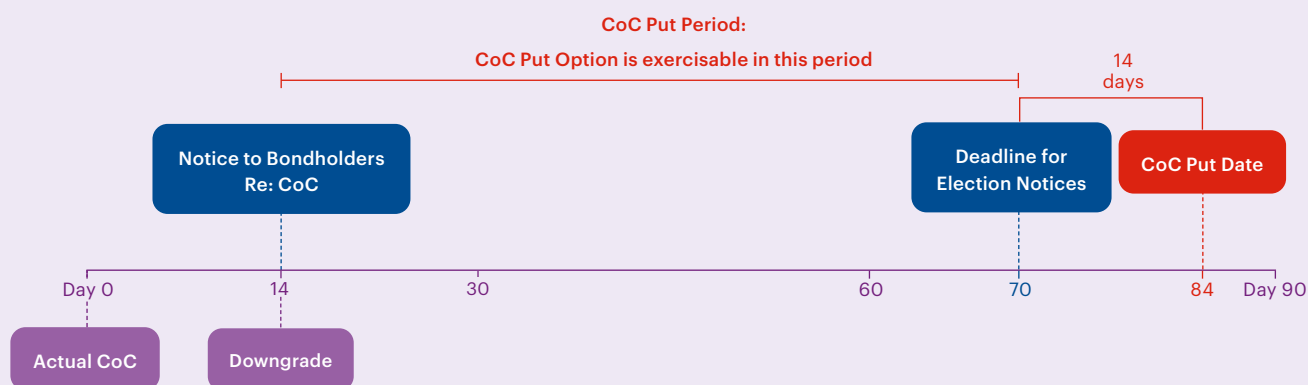 CoC Put Period:
CoC Put Option is exercisable in this period
14
days
Notice to Bondholders
Re: CoC
Deadline for
Election Notices
CoC Put Date
Day 0
14
30
60
70
84
Day 90
Actual CoC
Downgrade